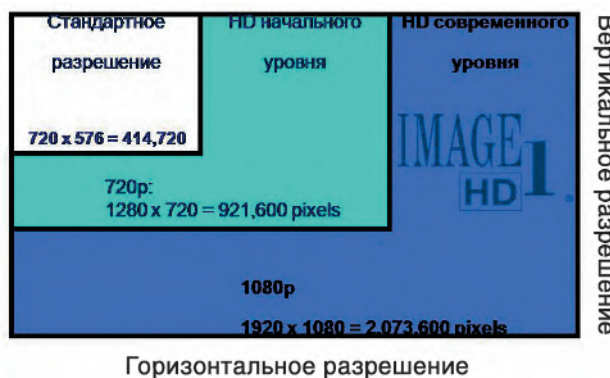 Стандартное
разрешение
720 x 576 = 414,720
HD начального
уровня
720p:
1280 x 720 = 921,600 pixels
HD современного
уровня
IMAGE 1
HD ®
1080p
1920 x 1080 = 2,073,600 pixels
Вертикальное разрешение
Горизонтальное разрешение